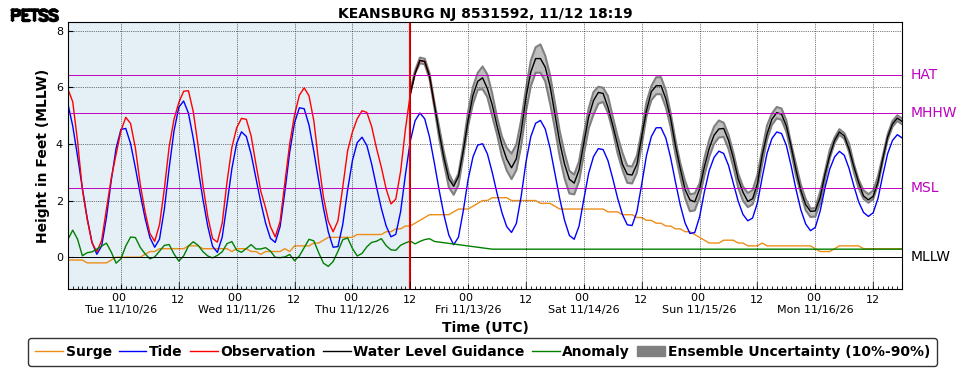 PETSS
KEANSBURG NJ 8531592, 11/12 18:19
Height in Feet (MLLW)
8
6
4
2
0
HAT
MHHW
MSL
MLLW
00 12 00 12 00 12 00 12 00 12 00 12 00 12
Tue 11/10/26 Wed 11/11/26 Thu 11/12/26 Fri 11/13/26 Sat 11/14/26 Sun 11/15/26 Mon 11/16/26
Time (UTC)
Surge Tide Observation Water Level Guidance Anomaly Ensemble Uncertainty (10%-90%)